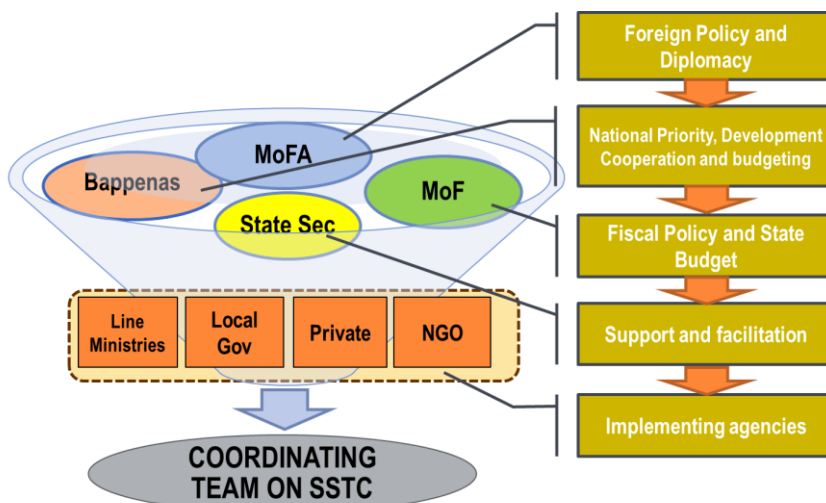 MoFA
Bappenas
MoF
State Sec
Line
Ministries
Local
Gov
Private
NGO
COORDINATING
TEAM ON SSTC
Foreign Policy and
Diplomacy
National Priority, Development
Cooperation and budgeting
Fiscal Policy and State
Budget
Support and facilitation
Implementing agencies